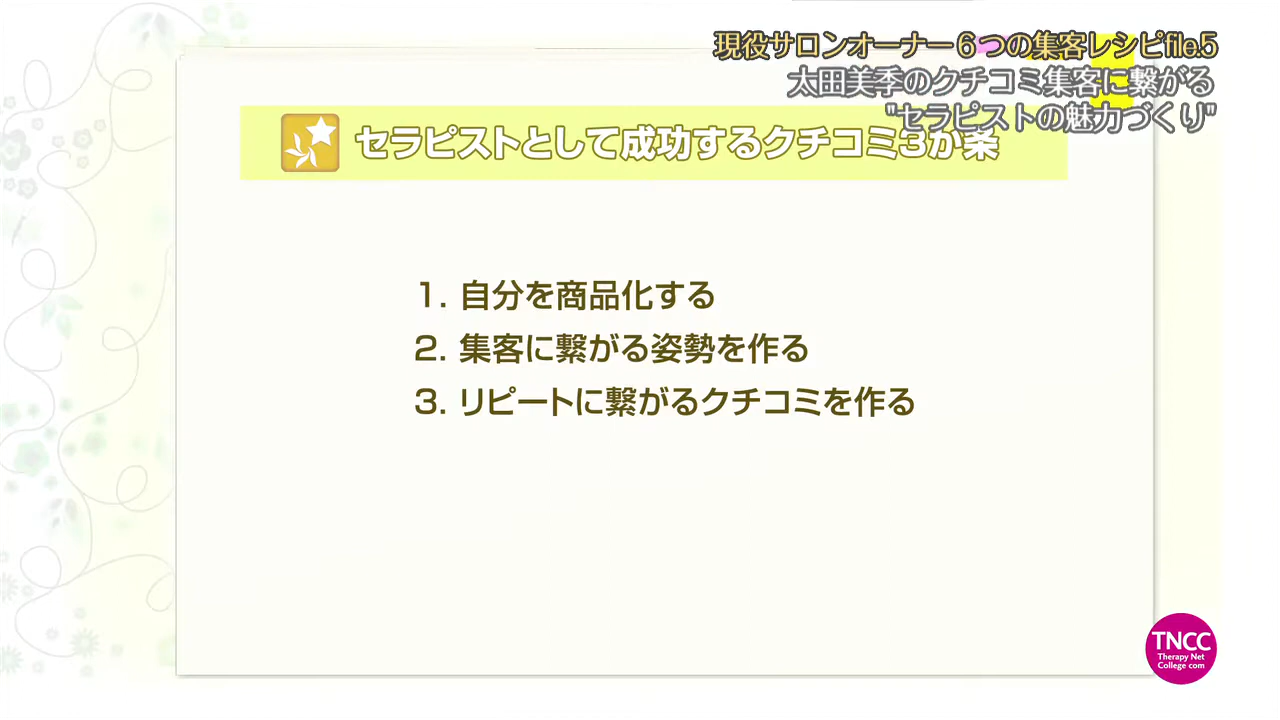 現役サロンオーナー６つの集客レシピfile.5
太田美季のクチコミ集客に繋がる
"セラピストの魅力づくり"
セラピストとして成功するクチコミ3か条
1. 自分を商品化する
2. 集客に繋がる姿勢を作る
3. リピートに繋がるクチコミを作る
TNCC
Therapy Net
College com